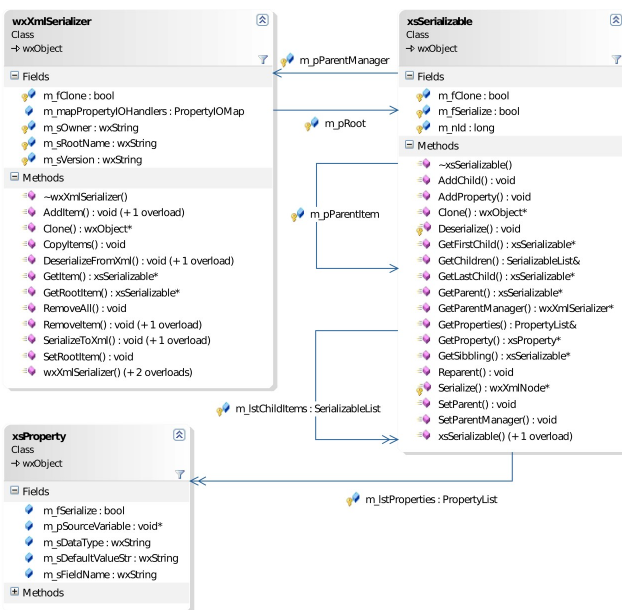 wxXmlSerializer
Class
wxObject
Fields
m_fClone : bool
m_mapPropertyIOHandlers : PropertyIOMap
m_sOwner : wxString
m_sRootName : wxString
m_sVersion : wxString
Methods
~wxXmlSerializer()
AddItem() : void (+ 1 overload)
Clone() : wxObject*
CopyItems() : void
DeserializeFromXml() : void (+ 1 overload)
GetItem() : xsSerializable*
GetRootItem() : xsSerializable*
RemoveAll() : void
RemoveItem() : void (+ 1 overload)
SerializeToXml() : void (+ 1 overload)
SetRootItem() : void
wxXmlSerializer() (+ 2 overloads)
m_pParentManager
m_pRoot
m_pParentItem
m_lstChildItems : SerializableList
xsSerializable
Class
wxObject
Fields
m_fClone : bool
m_fSerialize : bool
m_nId : long
Methods
~xsSerializable()
AddChild() : void
AddProperty() : void
Clone() : wxObject*
Deserialize() : void
GetFirstChild() : xsSerializable*
GetChildren() : SerializableList&
GetLastChild() : xsSerializable*
GetParent() : xsSerializable*
GetParentManager() : wxXmlSerializer*
GetProperties() : PropertyList&
GetProperty() : xsProperty*
GetSibbling() : xsSerializable*
Reparent() : void
Serialize() : wxXmlNode*
SetParent() : void
SetParentManager() : void
xsSerializable() (+ 1 overload)
m_lstProperties : PropertyList
xsProperty
Class
wxObject
Fields
m_fSerialize : bool
m_pSourceVariable : void*
m_sDataType : wxString
m_sDefaultValueStr : wxString
m_sFieldName : wxString
Methods